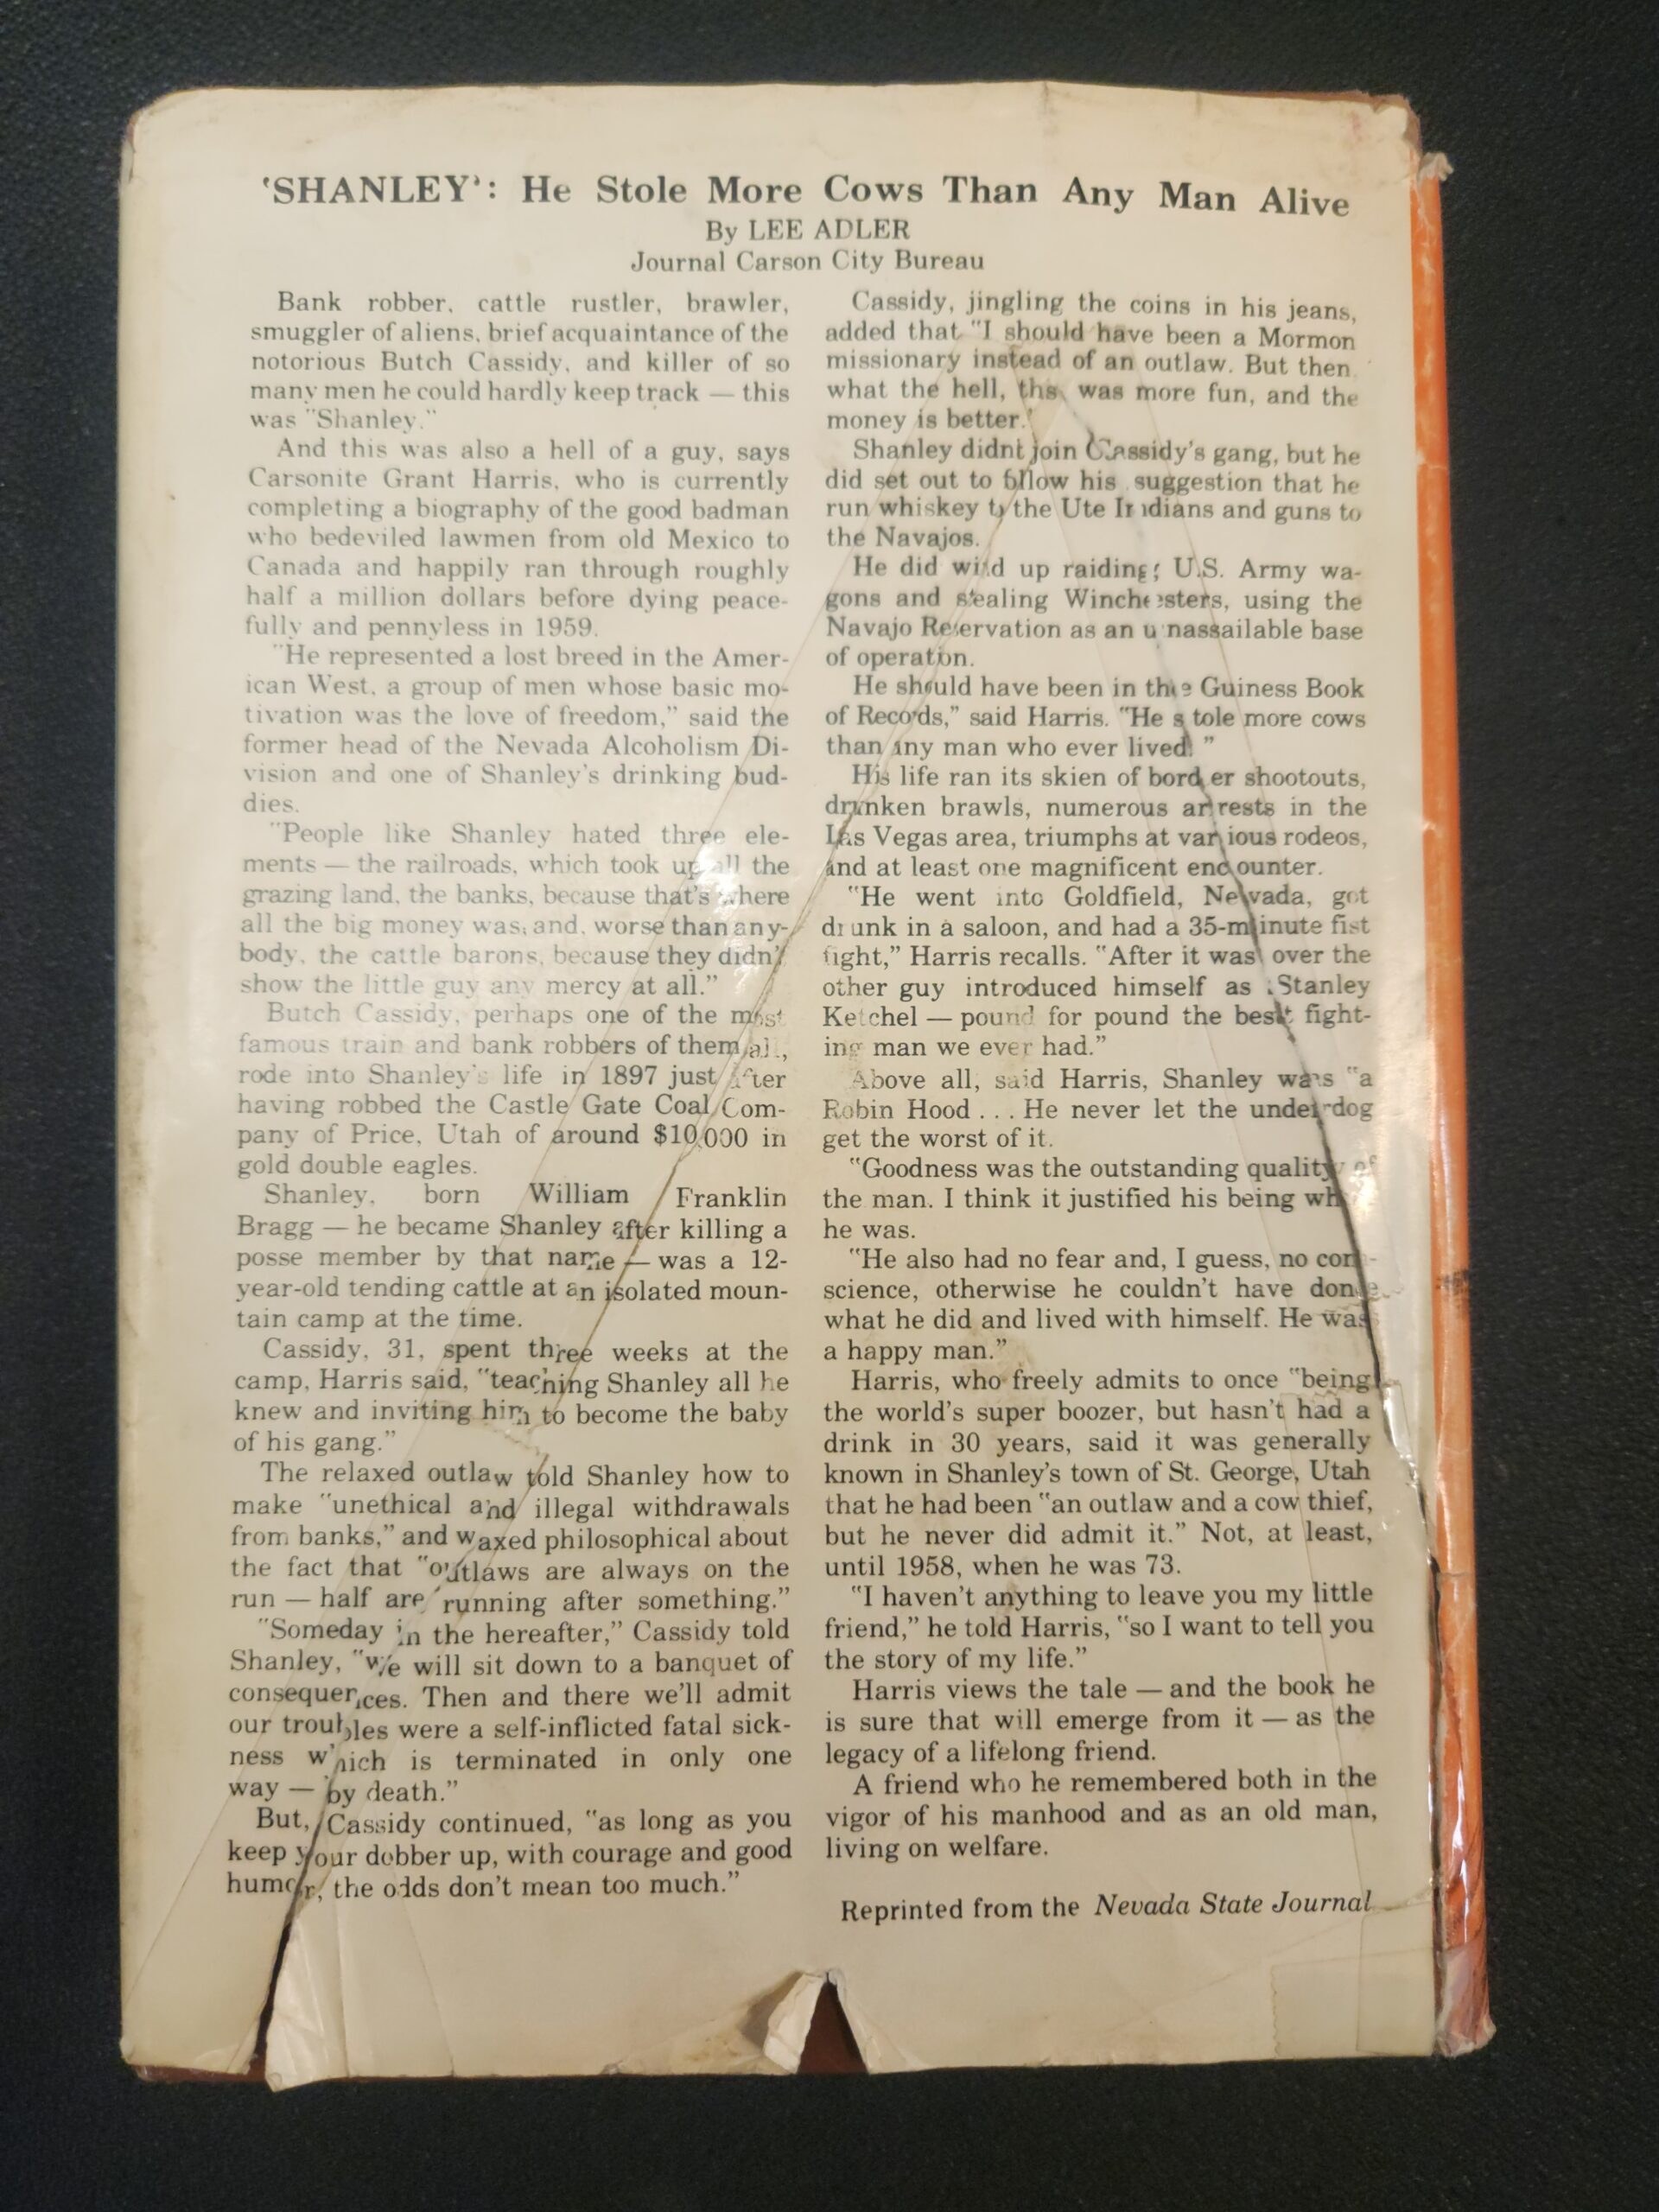 'SHANLEY': He Stole More Cows Than Any Man Alive
By LEE ADLER
Journal Carson City Bureau
Bank robber, cattle rustler, brawler,
smuggler of aliens, brief acquaintance of the
notorious Butch Cassidy, and killer of so
many men he could hardly keep track — this
was "Shanley."
And this was also a hell of a guy, says
Carsonite Grant Harris, who is currently
completing a biography of the good badman
who bedeviled lawmen from old Mexico to
Canada and happily ran through roughly
half a million dollars before dying peace-
fully and pennyless in 1959.
"He represented a lost breed in the Amer-
ican West, a group of men whose basic mo-
tivation was the love of freedom," said the
former head of the Nevada Alcoholism Di-
vision and one of Shanley's drinking bud-
dies.
"People like Shanley hated three ele-
ments — the railroads, which took up all the
grazing land, the banks, because that's where
all the big money was, and, worse than any-
body, the cattle barons, because they didn't
show the little guy any mercy at all."
Butch Cassidy, perhaps one of the most
famous train and bank robbers of them all,
rode into Shanley's life in 1897 just after
having robbed the Castle Gate Coal Com-
pany of Price, Utah of around $10,000 in
gold double eagles.
Shanley, born William Franklin
Bragg — he became Shanley after killing a
posse member by that name — was a 12-
year-old tending cattle at an isolated moun-
tain camp at the time.
Cassidy, 31, spent three weeks at the
camp, Harris said, "teaching Shanley all he
knew and inviting him to become the baby
of his gang."
The relaxed outlaw told Shanley how to
make "unethical and illegal withdrawals
from banks," and waxed philosophical about
the fact that "outlaws are always on the
run — half are running after something."
"Someday in the hereafter," Cassidy told
Shanley, "we will sit down to a banquet of
consequences. Then and there we'll admit
our troubles were a self-inflicted fatal sick-
ness which is terminated in only one
way — by death."
But, Cassidy continued, "as long as you
keep your dobber up, with courage and good
humor, the odds don't mean too much."
Cassidy, jingling the coins in his jeans,
added that "I should have been a Mormon
missionary instead of an outlaw. But then
what the hell, this was more fun, and the
money is better."
Shanley didn't join Cassidy's gang, but he
did set out to follow his suggestion that he
run whiskey to the Ute Indians and guns to
the Navajos.
He did wind up raiding U.S. Army wa-
gons and stealing Winchesters, using the
Navajo Reservation as an unassailable base
of operation.
He should have been in the Guiness Book
of Records," said Harris. "He stole more cows
than any man who ever lived."
His life ran its skien of border shootouts,
drunken brawls, numerous arrests in the
Las Vegas area, triumphs at various rodeos,
and at least one magnificent encounter.
"He went into Goldfield, Nevada, got
drunk in a saloon, and had a 35-minute fist
fight," Harris recalls. "After it was over the
other guy introduced himself as Stanley
Ketchel — pound for pound the best fight-
ing man we ever had."
Above all, said Harris, Shanley was "a
Robin Hood . . . He never let the underdog
get the worst of it.
"Goodness was the outstanding quality of
the man. I think it justified his being
he was.
"He also had no fear and, I guess, no con-
science, otherwise he couldn't have done
what he did and lived with himself. He was
a happy man."
Harris, who freely admits to once "being
the world's super boozer, but hasn't had a
drink in 30 years, said it was generally
known in Shanley's town of St. George, Utah
that he had been "an outlaw and a cow thief,
but he never did admit it." Not, at least,
until 1958, when he was 73.
"I haven't anything to leave you my little
friend," he told Harris, "so I want to tell you
the story of my life."
Harris views the tale — and the book he
is sure that will emerge from it — as the
legacy of a lifelong friend.
A friend who he remembered both in the
vigor of his manhood and as an old man,
living on welfare.
Reprinted from the Nevada State Journal